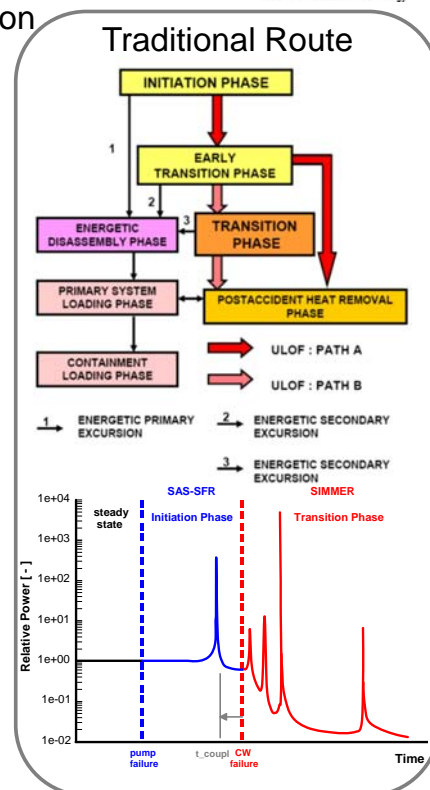 on
Traditional Route
INITIATION PHASE
1
EARLY
TRANSITION PHASE
2
3
ENERGETIC
DISASSEMBLY PHASE
TRANSITION
PHASE
PRIMARY SYSTEM
LOADING PHASE
POSTACCIDENT HEAT REMOVAL
PHASE
CONTAINMENT
LOADING PHASE
ULOF : PATH A
ULOF : PATH B
1 ENERGETIC PRIMARY
EXCURSION
2 ENERGETIC SECONDARY
EXCURSION
3 ENERGETIC SECONDARY
EXCURSION
SAS-SFR
SIMMER
steady
state
Initiation Phase
Transition Phase
Relative Power [ - ]
1e+04
1e+03
1e+02
1e+01
1e+00
1e-01
1e-02
pump
failure
t_coupl
CW
failure
Time